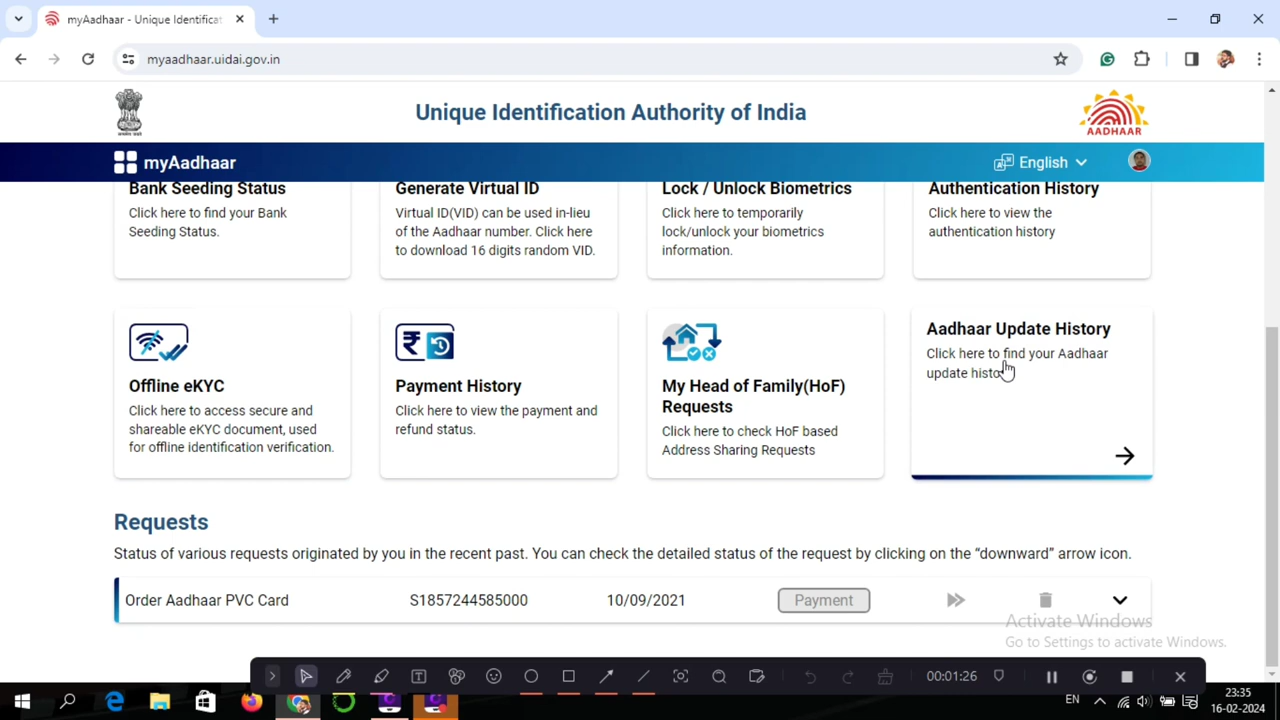 myAadhaar - Unique Identificat
myaadhaar.uidai.gov.in
Unique Identification Authority of India
AADHAAR
myAadhaar
English
Bank Seeding Status
Click here to find your Bank
Seeding Status.
Generate Virtual ID
Virtual ID(VID) can be used in-lieu
of the Aadhaar number. Click here
to download 16 digits random VID.
Lock / Unlock Biometrics
Click here to temporarily
lock/unlock your biometrics
information.
Authentication History
Click here to view the
authentication history
Offline eKYC
Click here to access secure and
shareable eKYC document, used
for offline identification verification.
Payment History
Click here to view the payment and
refund status.
My Head of Family(HoF)
Requests
Click here to check HoF based
Address Sharing Requests
Aadhaar Update History
Click here to find your Aadhaar
update histo
Requests
Status of various requests originated by you in the recent past. You can check the detailed status of the request by clicking on the “downward” arrow icon.
Order Aadhaar PVC Card S1857244585000 10/09/2021 Payment
Activate Windows
Go to Settings to activate Windows.
00:01:26
EN
23:35
16-02-2024